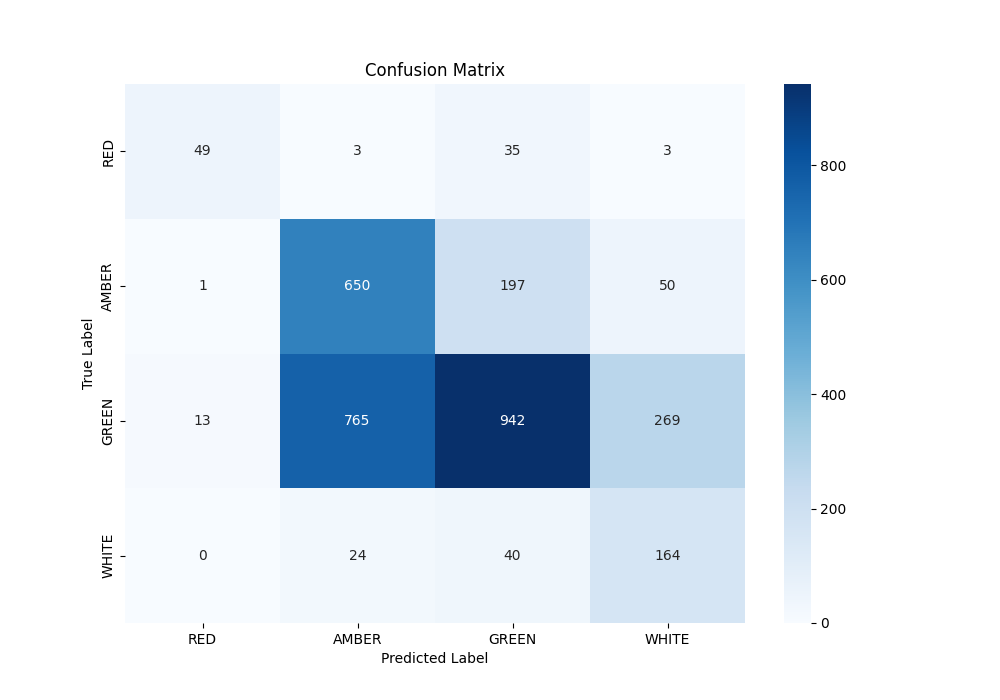 Confusion Matrix
True Label
RED
49
3
35
3
AMBER
1
650
197
50
GREEN
13
765
942
269
WHITE
0
24
40
164
RED
AMBER
GREEN
WHITE
Predicted Label
800
600
400
200
0